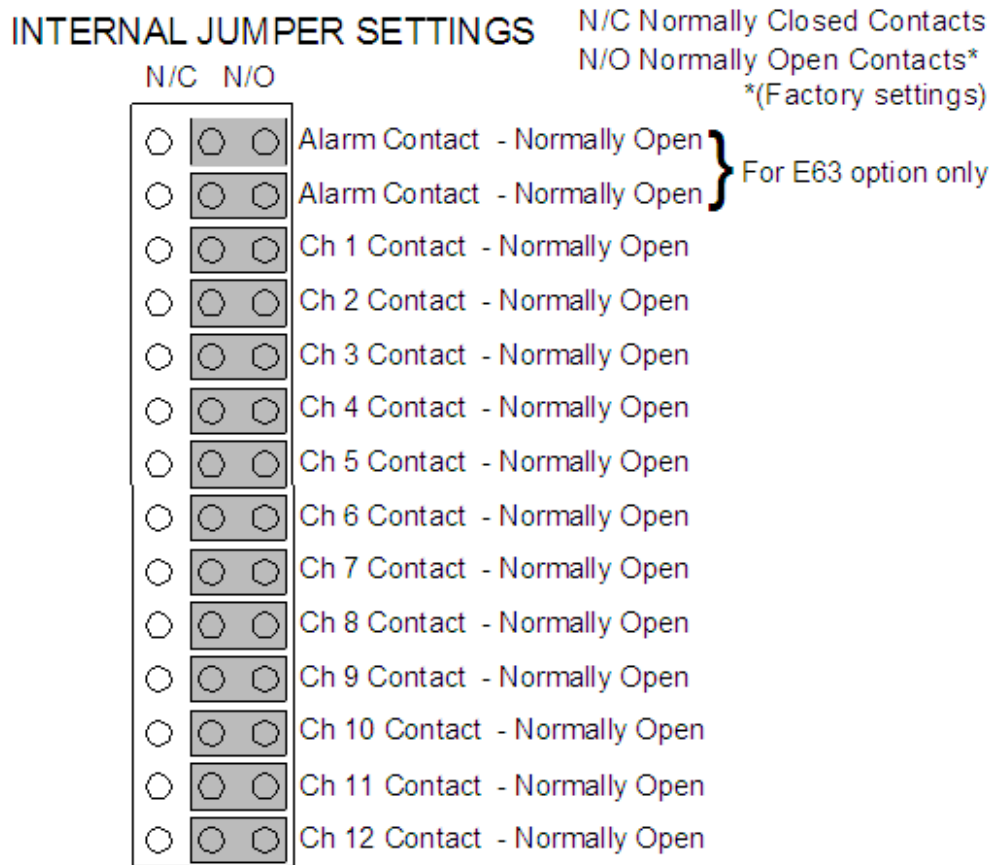 INTERNAL JUMPER SETTINGS
N/C Normally Closed Contacts
N/O Normally Open Contacts*
*(Factory settings)
N/C N/O
Alarm Contact - Normally Open
Alarm Contact - Normally Open
For E63 option only
Ch 1 Contact - Normally Open
Ch 2 Contact - Normally Open
Ch 3 Contact - Normally Open
Ch 4 Contact - Normally Open
Ch 5 Contact - Normally Open
Ch 6 Contact - Normally Open
Ch 7 Contact - Normally Open
Ch 8 Contact - Normally Open
Ch 9 Contact - Normally Open
Ch 10 Contact - Normally Open
Ch 11 Contact - Normally Open
Ch 12 Contact - Normally Open